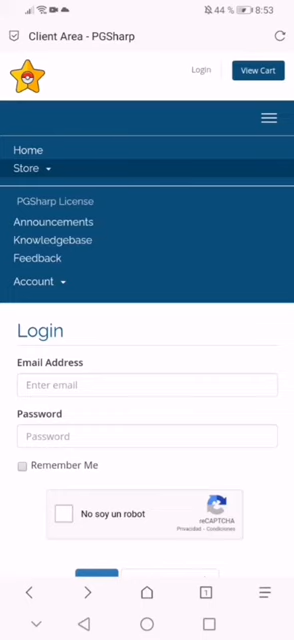 44 % 8:53
Client Area - PGSharp
Login
View Cart
Home
Store
PGSharp License
Announcements
Knowledgebase
Feedback
Account
Login
Email Address
Enter email
Password
Password
Remember Me
No soy un robot
reCAPTCHA
Privacidad - Condiciones
1